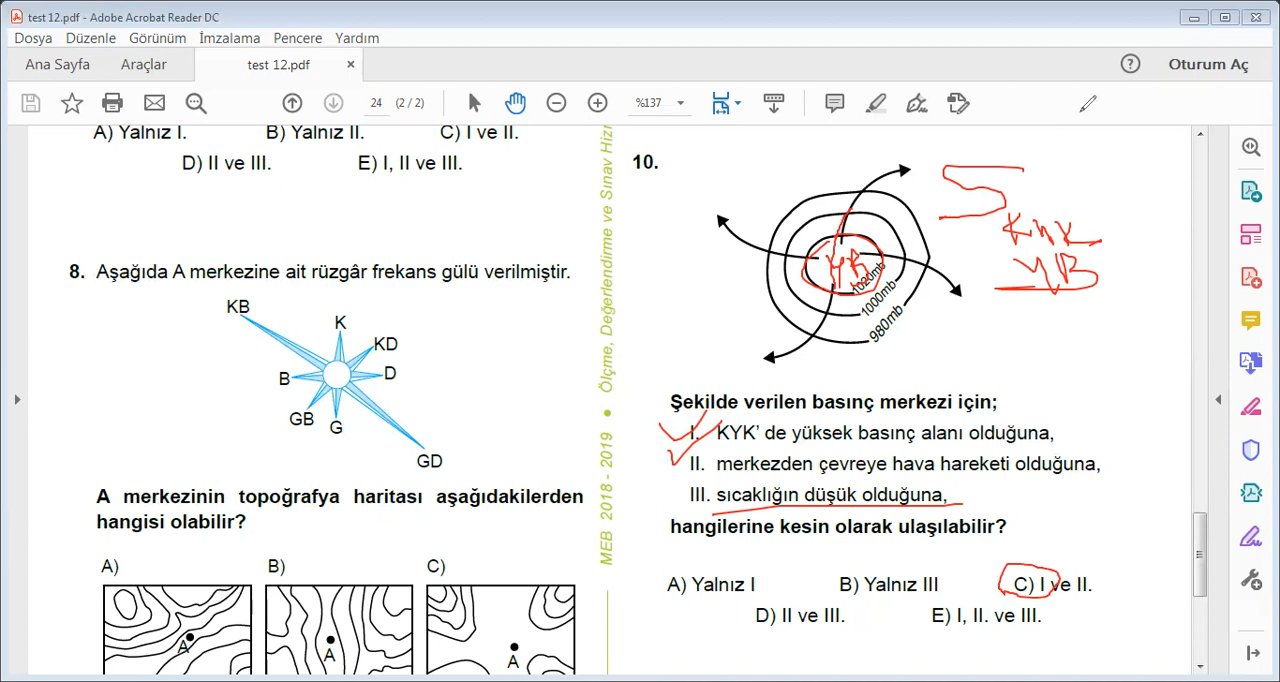 test 12.pdf - Adobe Acrobat Reader DC
Dosya Düzenle Görünüm İmzalama Pencere Yardım
Ana Sayfa Araçlar test 12.pdf × ? Oturum Aç
24 (2 / 2) %137
A) Yalnız I. B) Yalnız II. C) I ve II.
D) II ve III. E) I, II ve III.
8. Aşağıda A merkezine ait rüzgâr frekans gülü verilmiştir.
KB
K
KD
B
D
GB
G
GD
A merkezinin topoğrafya haritası aşağıdakilerden
hangisi olabilir?
A) B) C)
A A A
MEB 2018 - 2019 ● Ölçme, Değerlendirme ve Sınav Hizı
10.
YB
1020mb
1000mb
980mb
5
KYK
YB
Şekilde verilen basınç merkezi için;
I. KYK’ de yüksek basınç alanı olduğuna,
II. merkezden çevreye hava hareketi olduğuna,
III. sıcaklığın düşük olduğuna,
hangilerine kesin olarak ulaşılabilir?
A) Yalnız I B) Yalnız III C) I ve II.
D) II ve III. E) I, II. ve III.